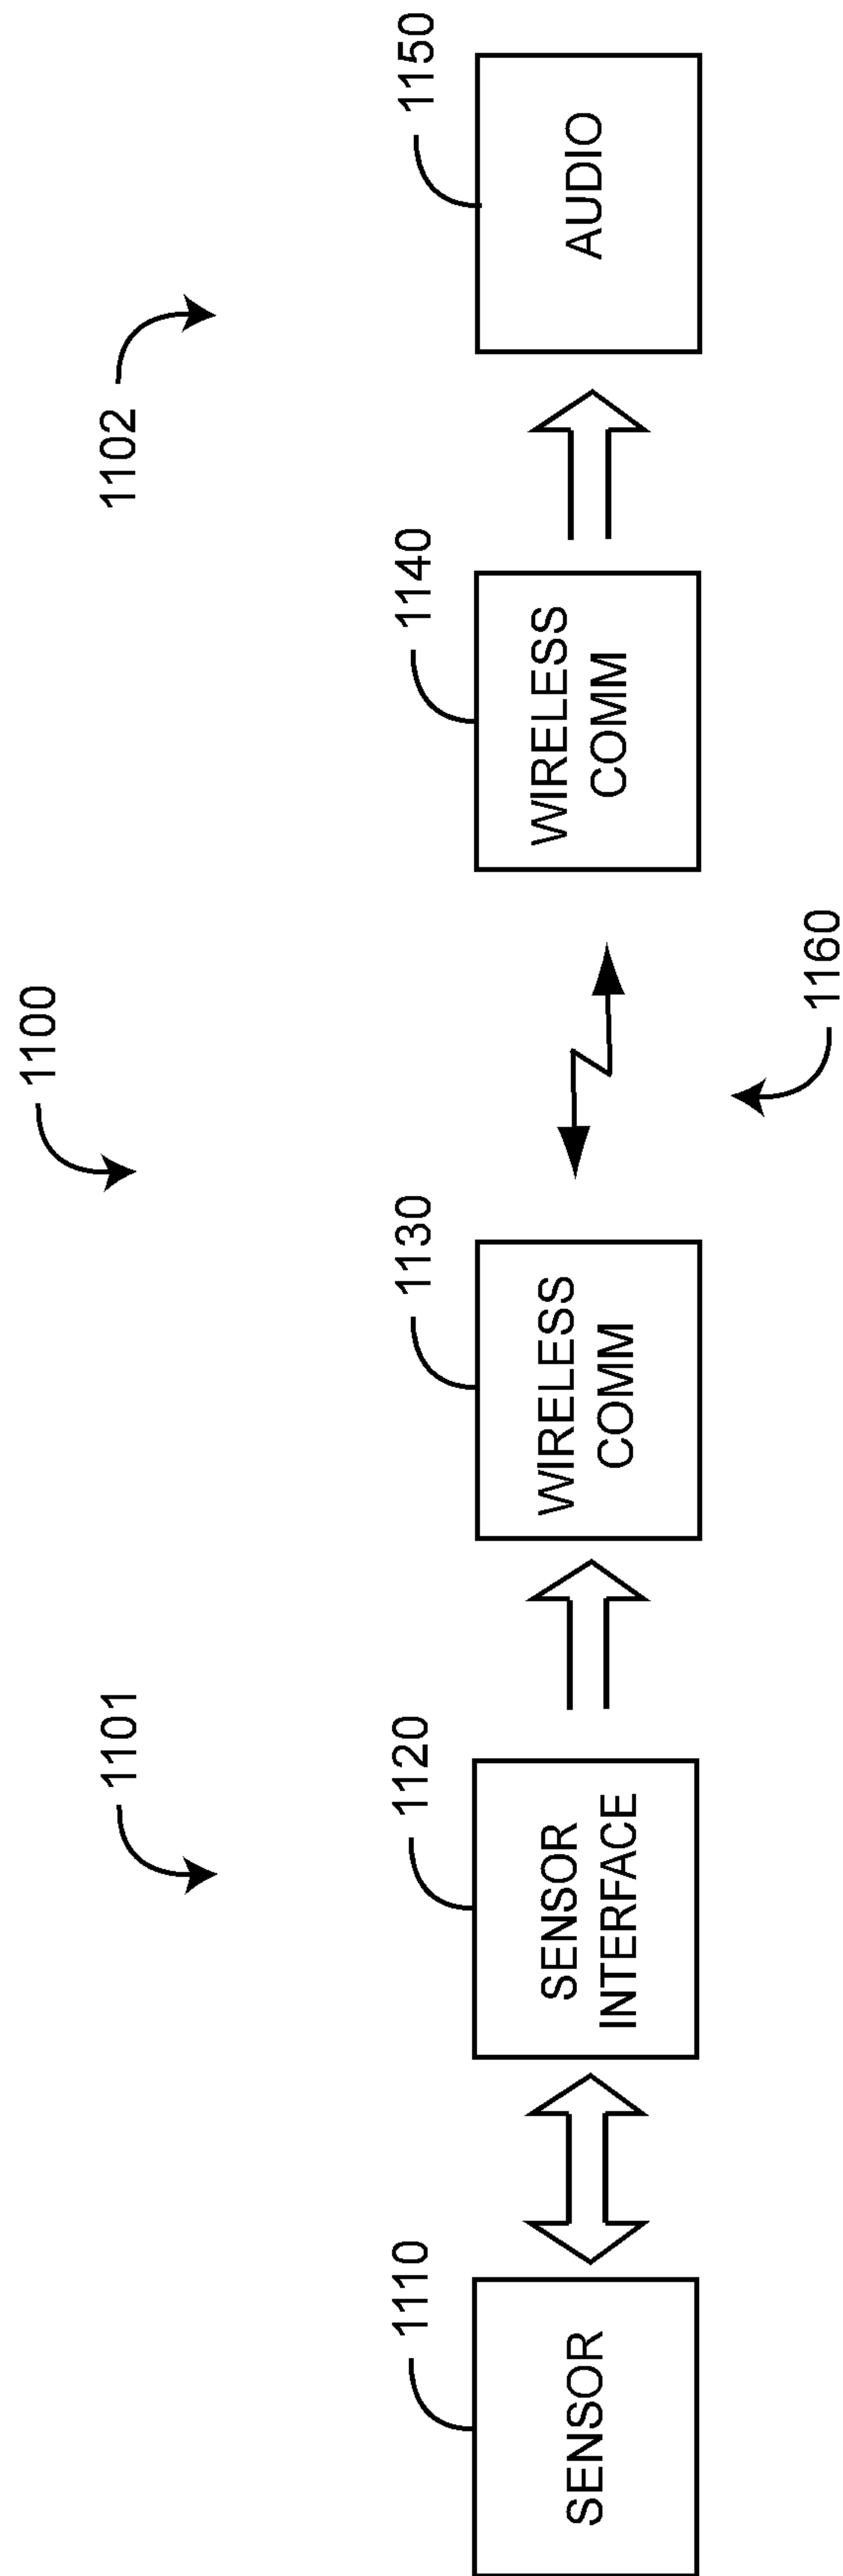 1100
1101
1102
1110
1120
1130
1140
1150
SENSOR
SENSOR
INTERFACE
WIRELESS
COMM
WIRELESS
COMM
AUDIO
1160